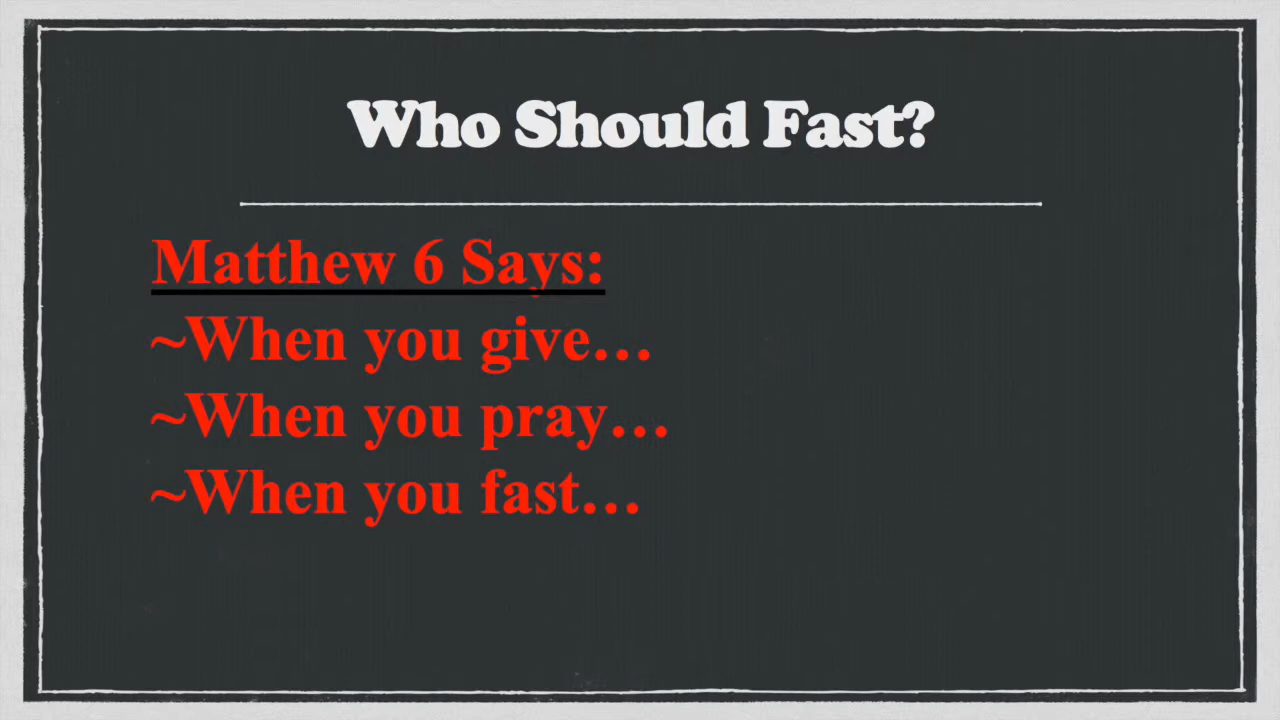 Who Should Fast?
Matthew 6 Says:
~When you give…
~When you pray…
~When you fast…